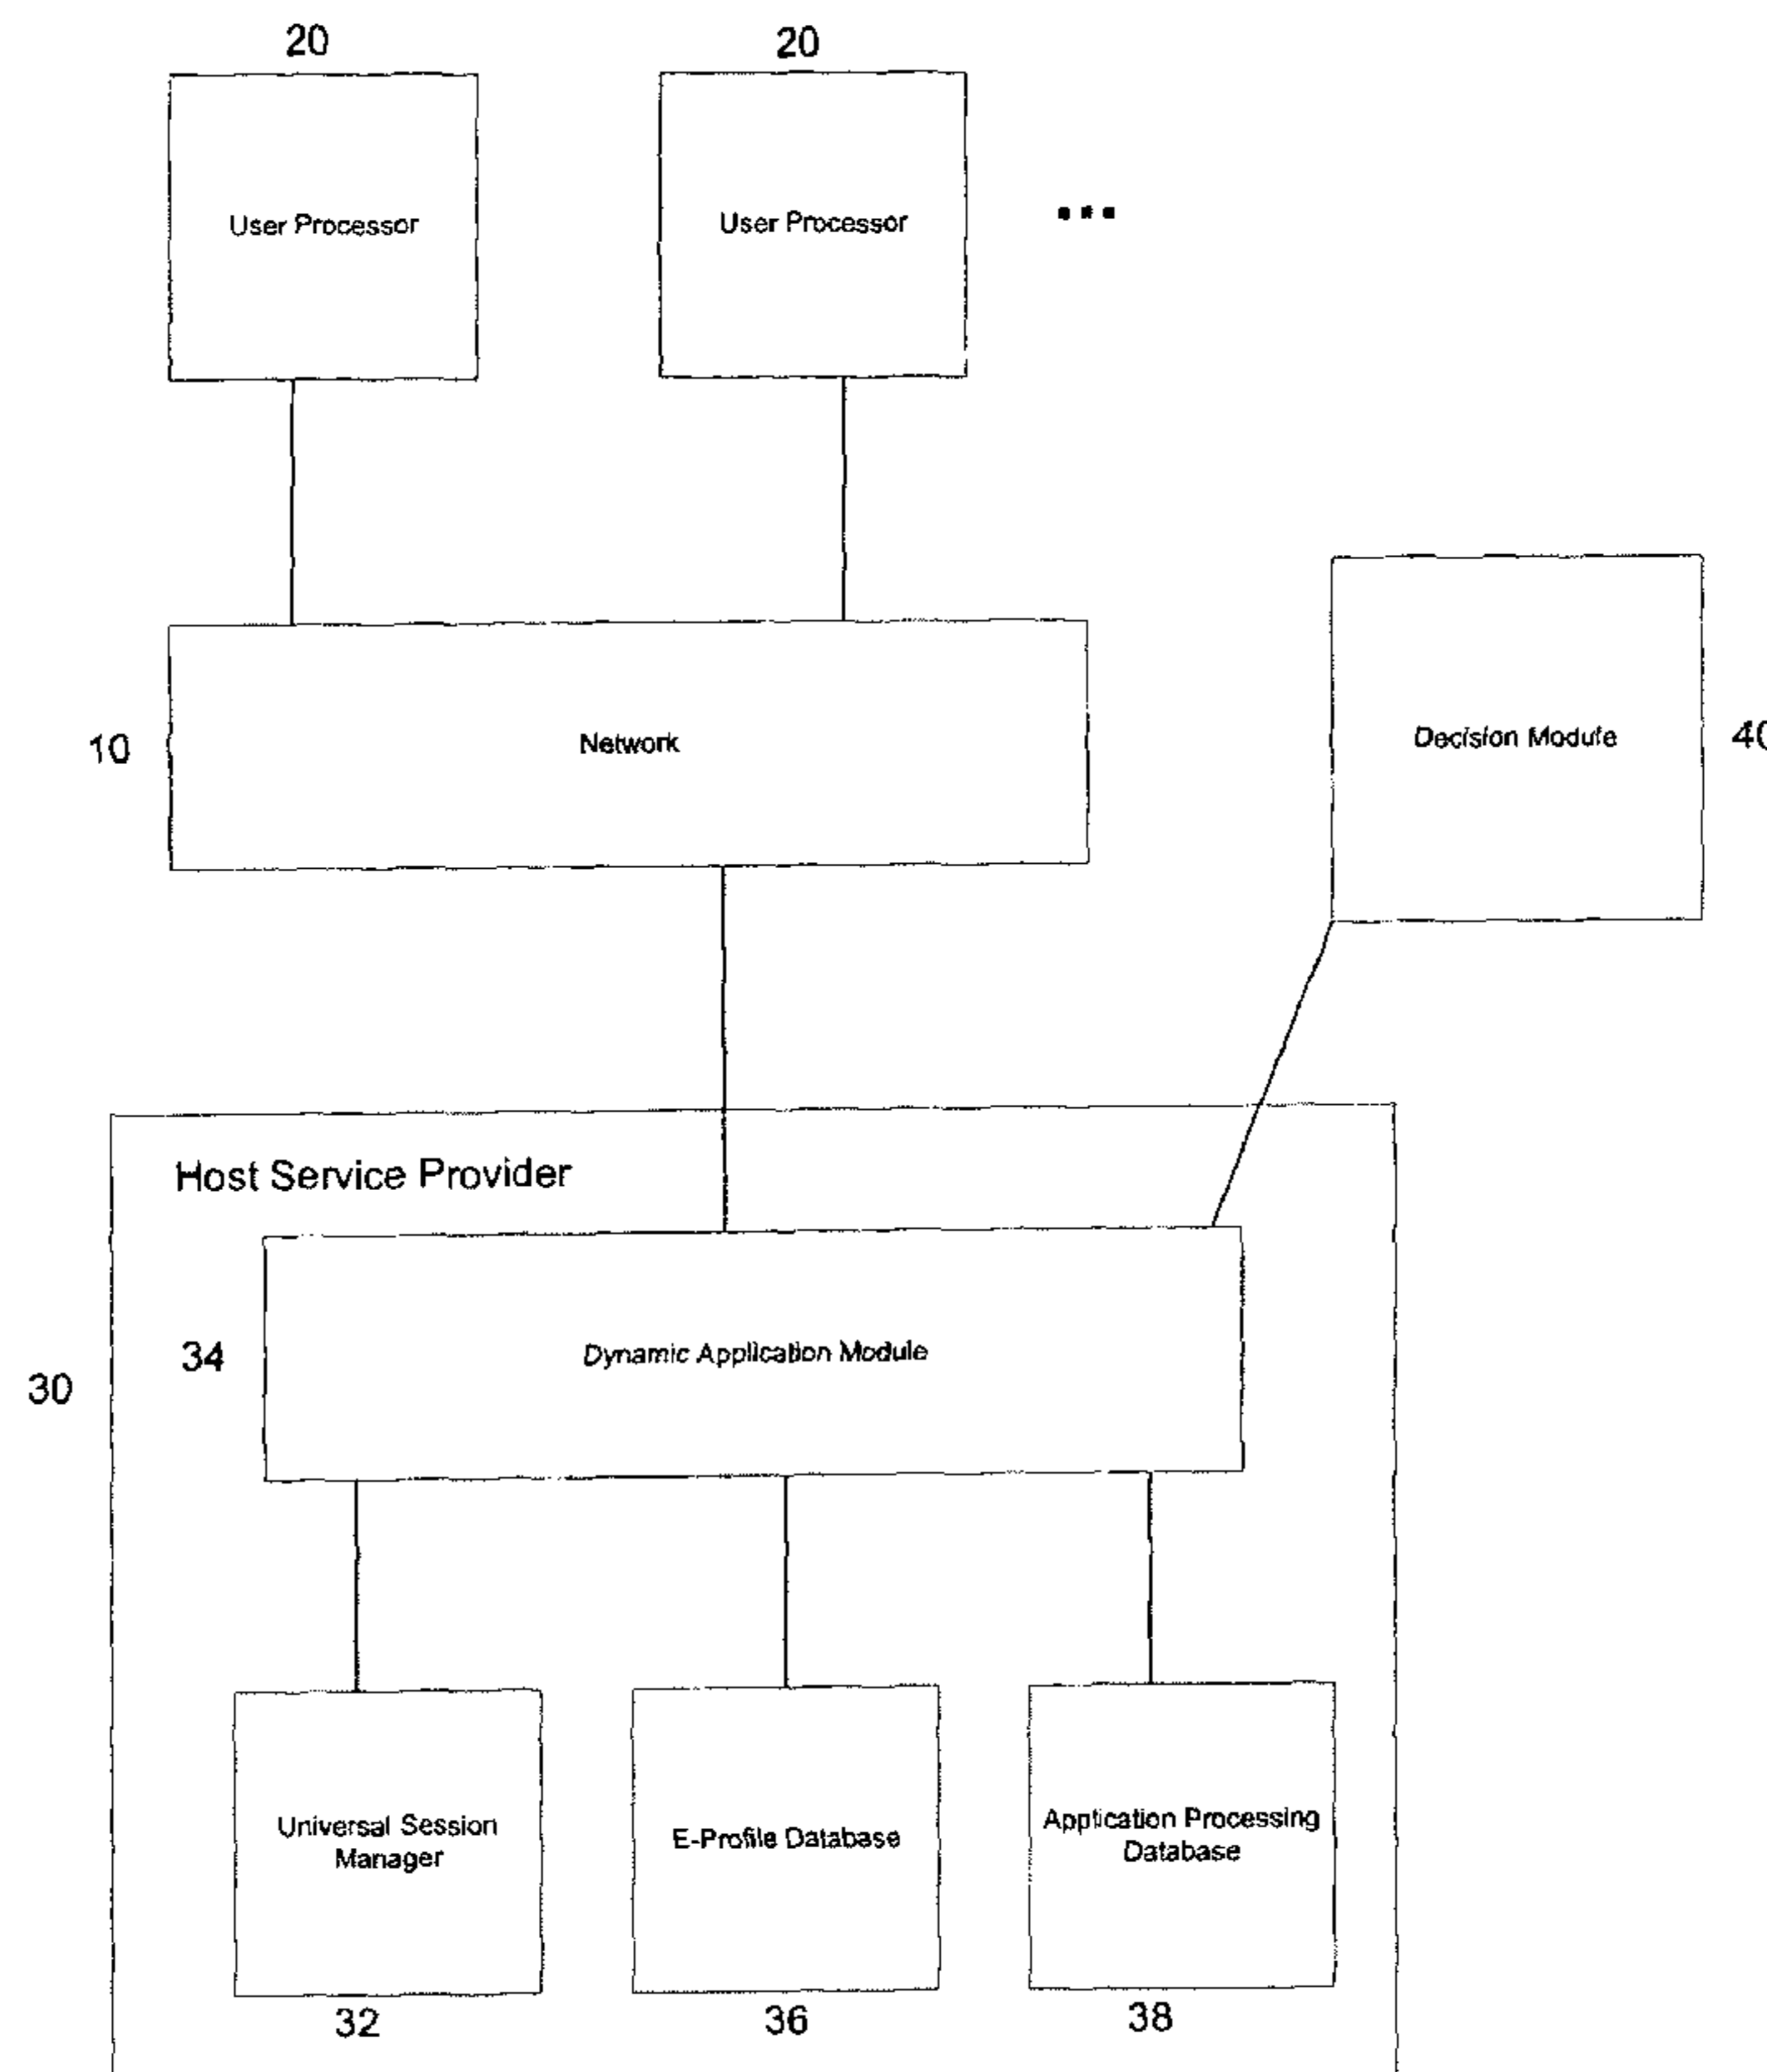 20
20
User Processor
User Processor
...
10
Network
Decision Module
40
Host Service Provider
30
34
Dynamic Application Module
Universal Session
Manager
E-Profile Database
Application Processing
Database
32
36
38